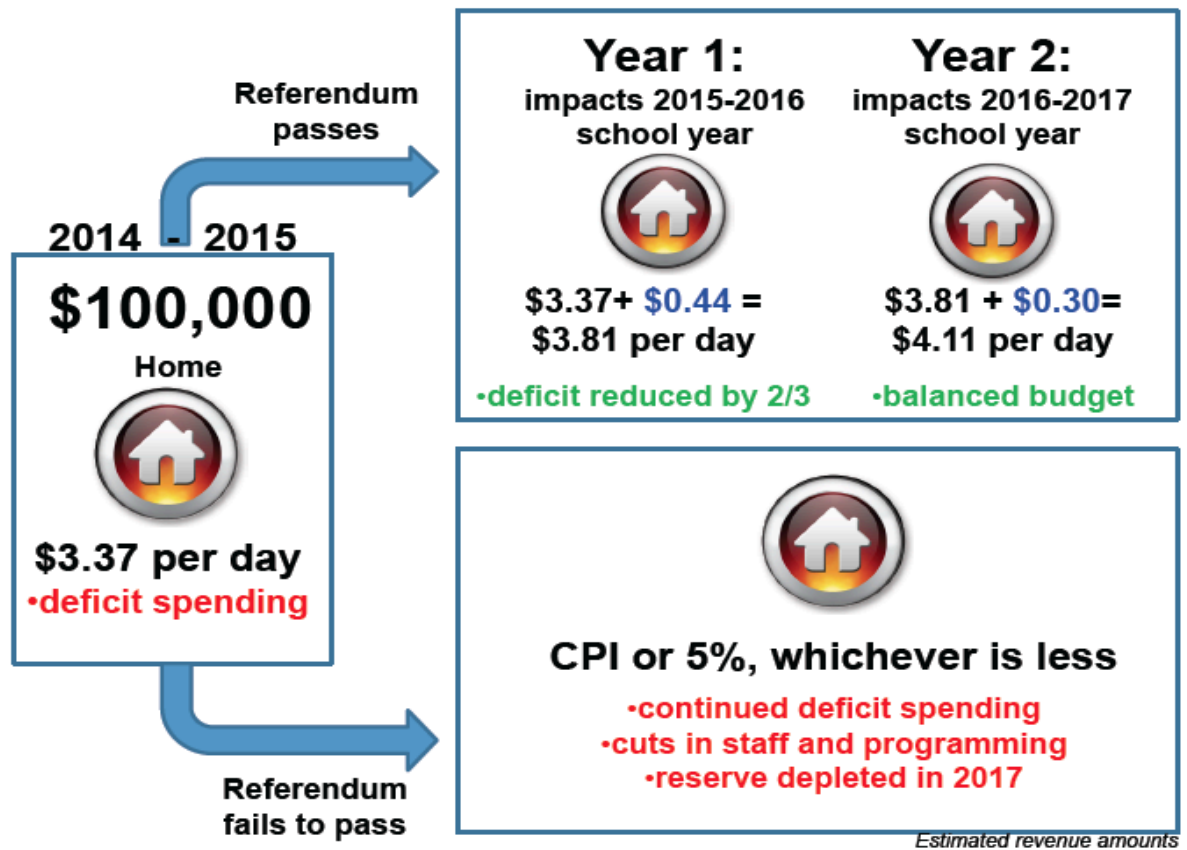 Referendum
passes
2014 - 2015
$100,000
Home
$3.37 per day
•deficit spending
Referendum
fails to pass
Year 1:
impacts 2015-2016
school year
$3.37+ $0.44 =
$3.81 per day
•deficit reduced by 2/3
Year 2:
impacts 2016-2017
school year
$3.81 + $0.30=
$4.11 per day
•balanced budget
CPI or 5%, whichever is less
•continued deficit spending
•cuts in staff and programming
•reserve depleted in 2017
Estimated revenue amounts